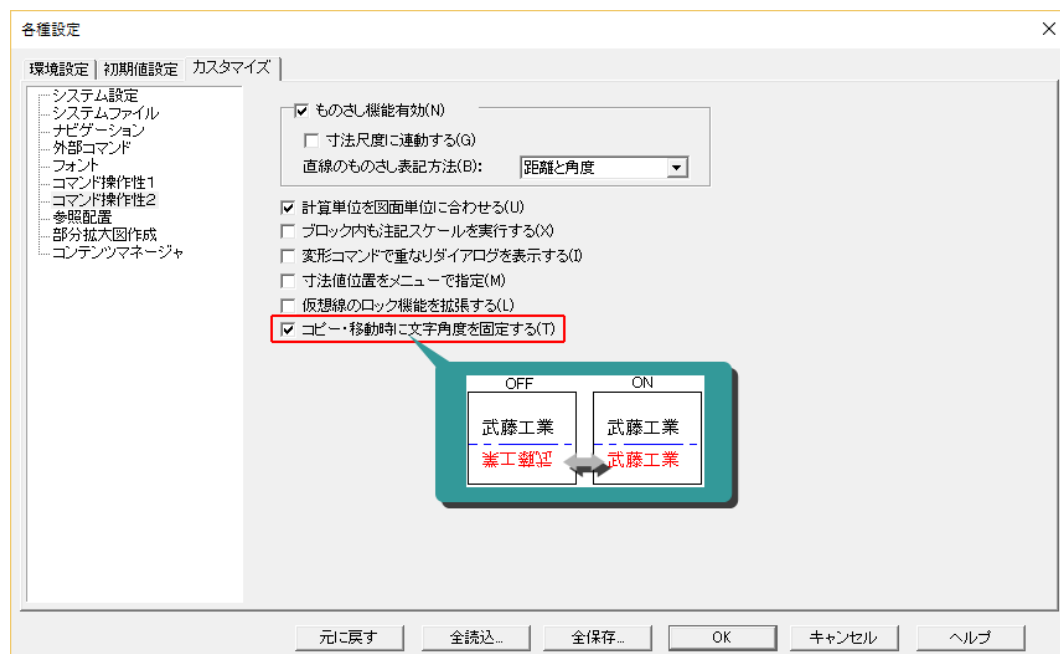 各種設定
環境設定 初期値設定 カスタマイズ
システム設定
システムファイル
ナビゲーション
外部コマンド
フォント
コマンド操作性1
コマンド操作性2
参照配置
部分拡大図作成
コンテンツマネージャ
ものさし機能有効(N)
寸法尺度に連動する(G)
直線のものさし表記方法(B): 距離と角度
計算単位を図面単位に合わせる(U)
ブロック内も注記スケールを実行する(X)
変形コマンドで重なりダイアログを表示する(I)
寸法値位置をメニューで指定(M)
仮想線のロック機能を拡張する(L)
コピー・移動時に文字角度を固定する(T)
OFF ON
武藤工業 武藤工業
武藤工業 武藤工業
元に戻す 全読込... 全保存... OK キャンセル ヘルプ